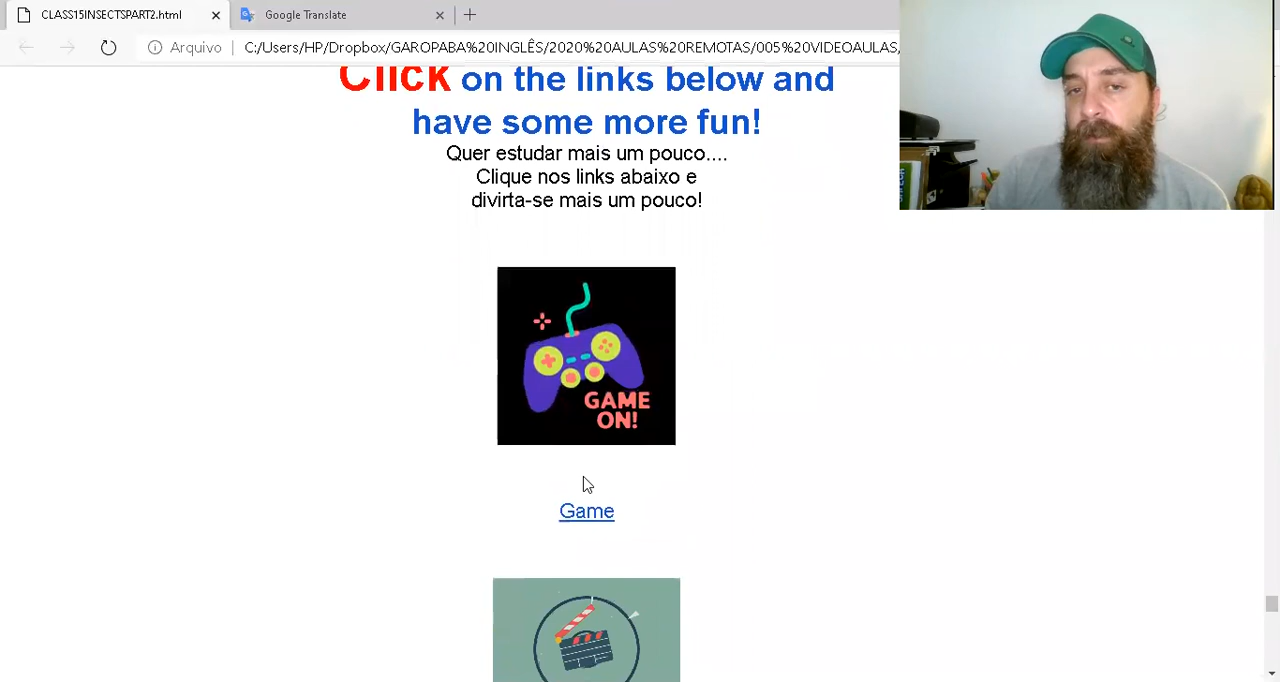 CLASS15INSECTSPART2.html
Google Translate
Arquivo
C:/Users/HP/Dropbox/GAROPABA%20INGLÊS/2020%20AULAS%20REMOTAS/005%20VIDEOAULAS,
Click on the links below and
have some more fun!
Quer estudar mais um pouco....
Clique nos links abaixo e
divirta-se mais um pouco!
GAME
ON!
Game